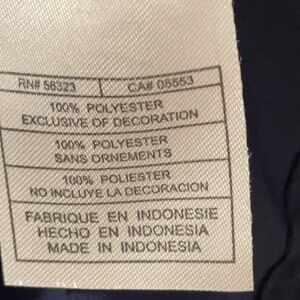 RN# 56323 CA# 05553
100% POLYESTER
EXCLUSIVE OF DECORATION
100% POLYESTER
SANS ORNEMENTS
100% POLIESTER
NO INCLUYE LA DECORACION
FABRIQUE EN INDONESIE
HECHO EN INDONESIA
MADE IN INDONESIA